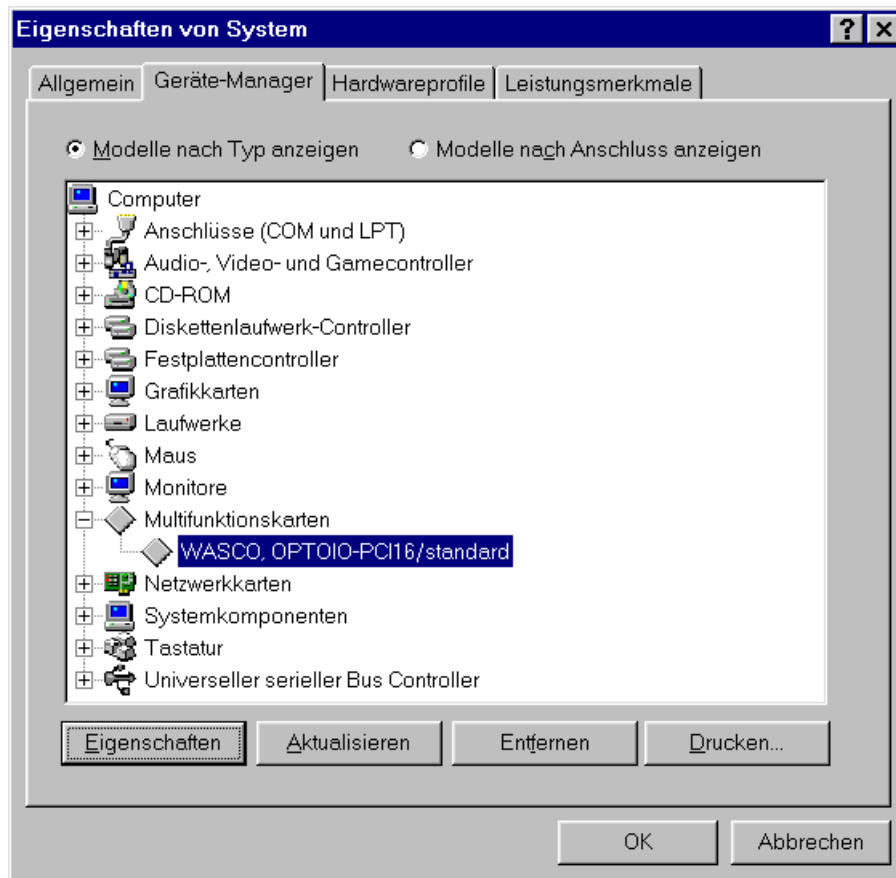 Eigenschaften von System
Allgemein Geräte-Manager Hardwareprofile Leistungsmerkmale
Modelle nach Typ anzeigen Modelle nach Anschluss anzeigen
Computer
Anschlüsse (COM und LPT)
Audio-, Video- und Gamecontroller
CD-ROM
Diskettenlaufwerk-Controller
Festplattencontroller
Grafikkarten
Laufwerke
Maus
Monitore
Multifunktionskarten
WASCO, OPTOIO-PCI16/standard
Netzwerkkarten
Systemkomponenten
Tastatur
Universeller serieller Bus Controller
Eigenschaften Aktualisieren Entfernen Drucken...
OK Abbrechen